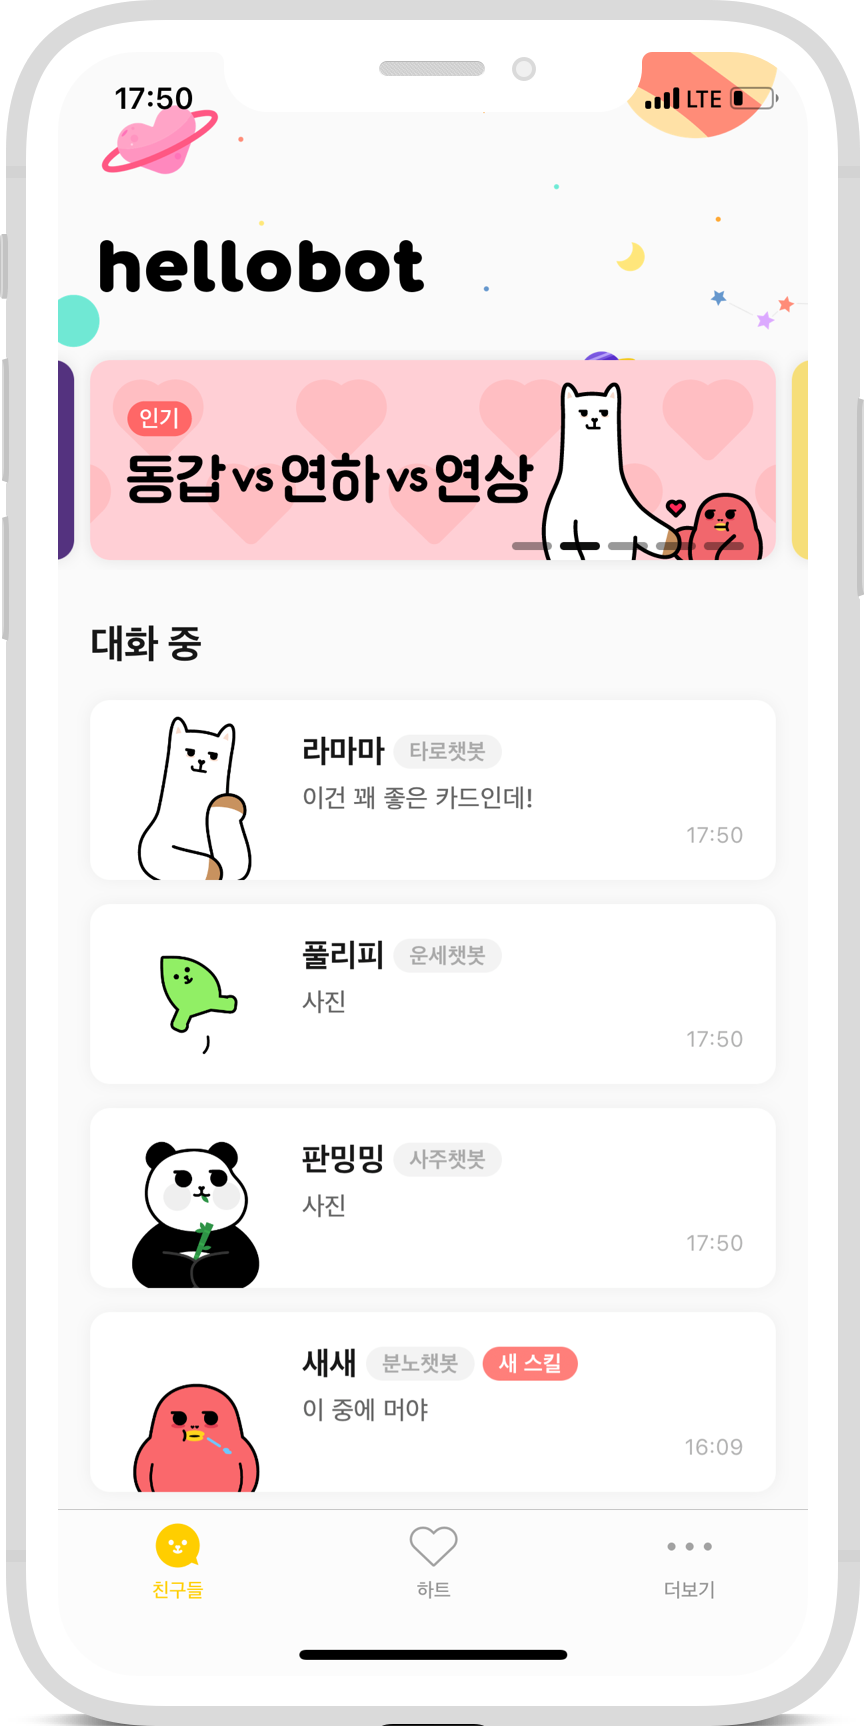 17:50 LTE
hellobot
인기
동갑 vs 연하 vs 연상
대화 중
라마마 타로챗봇
이건 꽤 좋은 카드인데!
17:50
풀리피 운세챗봇
사진
17:50
판밍밍 사주챗봇
사진
17:50
새새 분노챗봇 새 스킬
이 중에 머야
16:09
친구들 하트 더보기